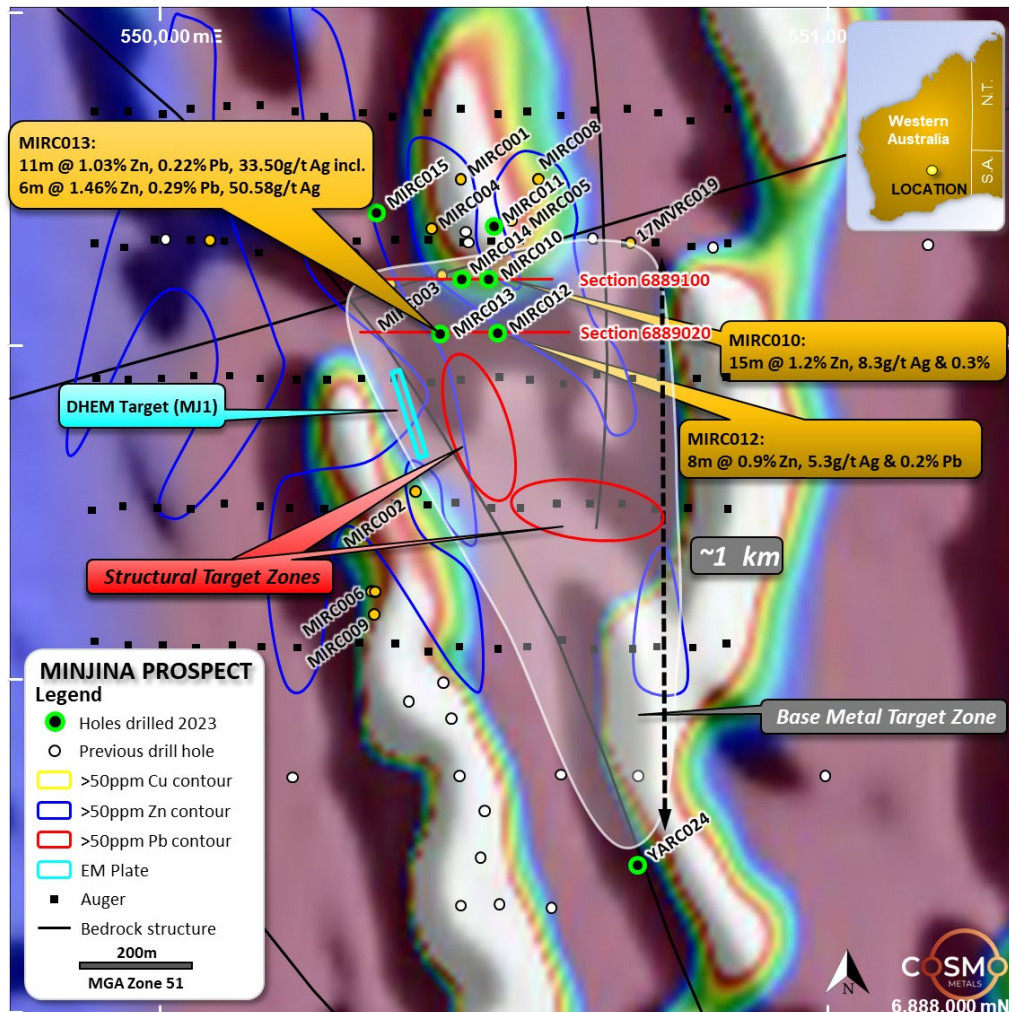 550,000 mE
551,00
Western
Australia
N.T.
S.A.
LOCATION
MIRC013:
11m @ 1.03% Zn, 0.22% Pb, 33.50g/t Ag incl.
6m @ 1.46% Zn, 0.29% Pb, 50.58g/t Ag
MIRC015
MIRC001
MIRC004
MIRC008
MIRC011
MIRC005
MIRC014
MIRC010
17MVRC019
MIRC003
MIRC013
MIRC012
Section 6889100
Section 6889020
MIRC010:
15m @ 1.2% Zn, 8.3g/t Ag & 0.3%
DHEM Target (MJ1)
MIRC012:
8m @ 0.9% Zn, 5.3g/t Ag & 0.2% Pb
MIRC002
Structural Target Zones
~1 km
MIRC006
MIRC009
Base Metal Target Zone
YARC024
MINJINA PROSPECT
Legend
Holes drilled 2023
Previous drill hole
>50ppm Cu contour
>50ppm Zn contour
>50ppm Pb contour
EM Plate
Auger
Bedrock structure
200m
MGA Zone 51
N
COSMO
METALS
6,888,000 mN